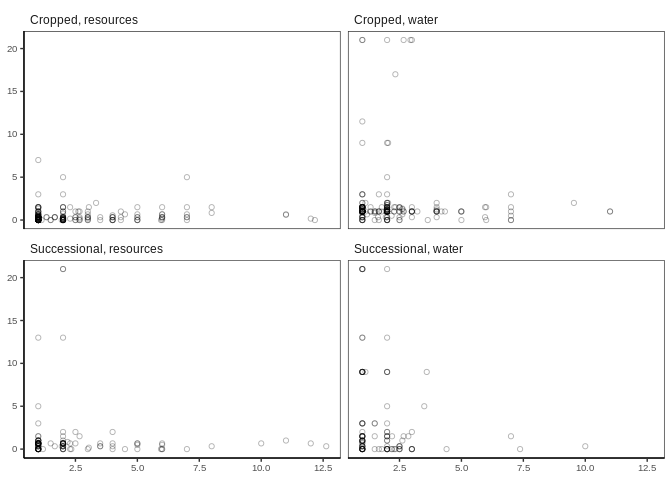 Cropped, resources
Cropped, water
20
15
10
5
0
Successional, resources
Successional, water
20
15
10
5
0
2.5 5.0 7.5 10.0 12.5
2.5 5.0 7.5 10.0 12.5